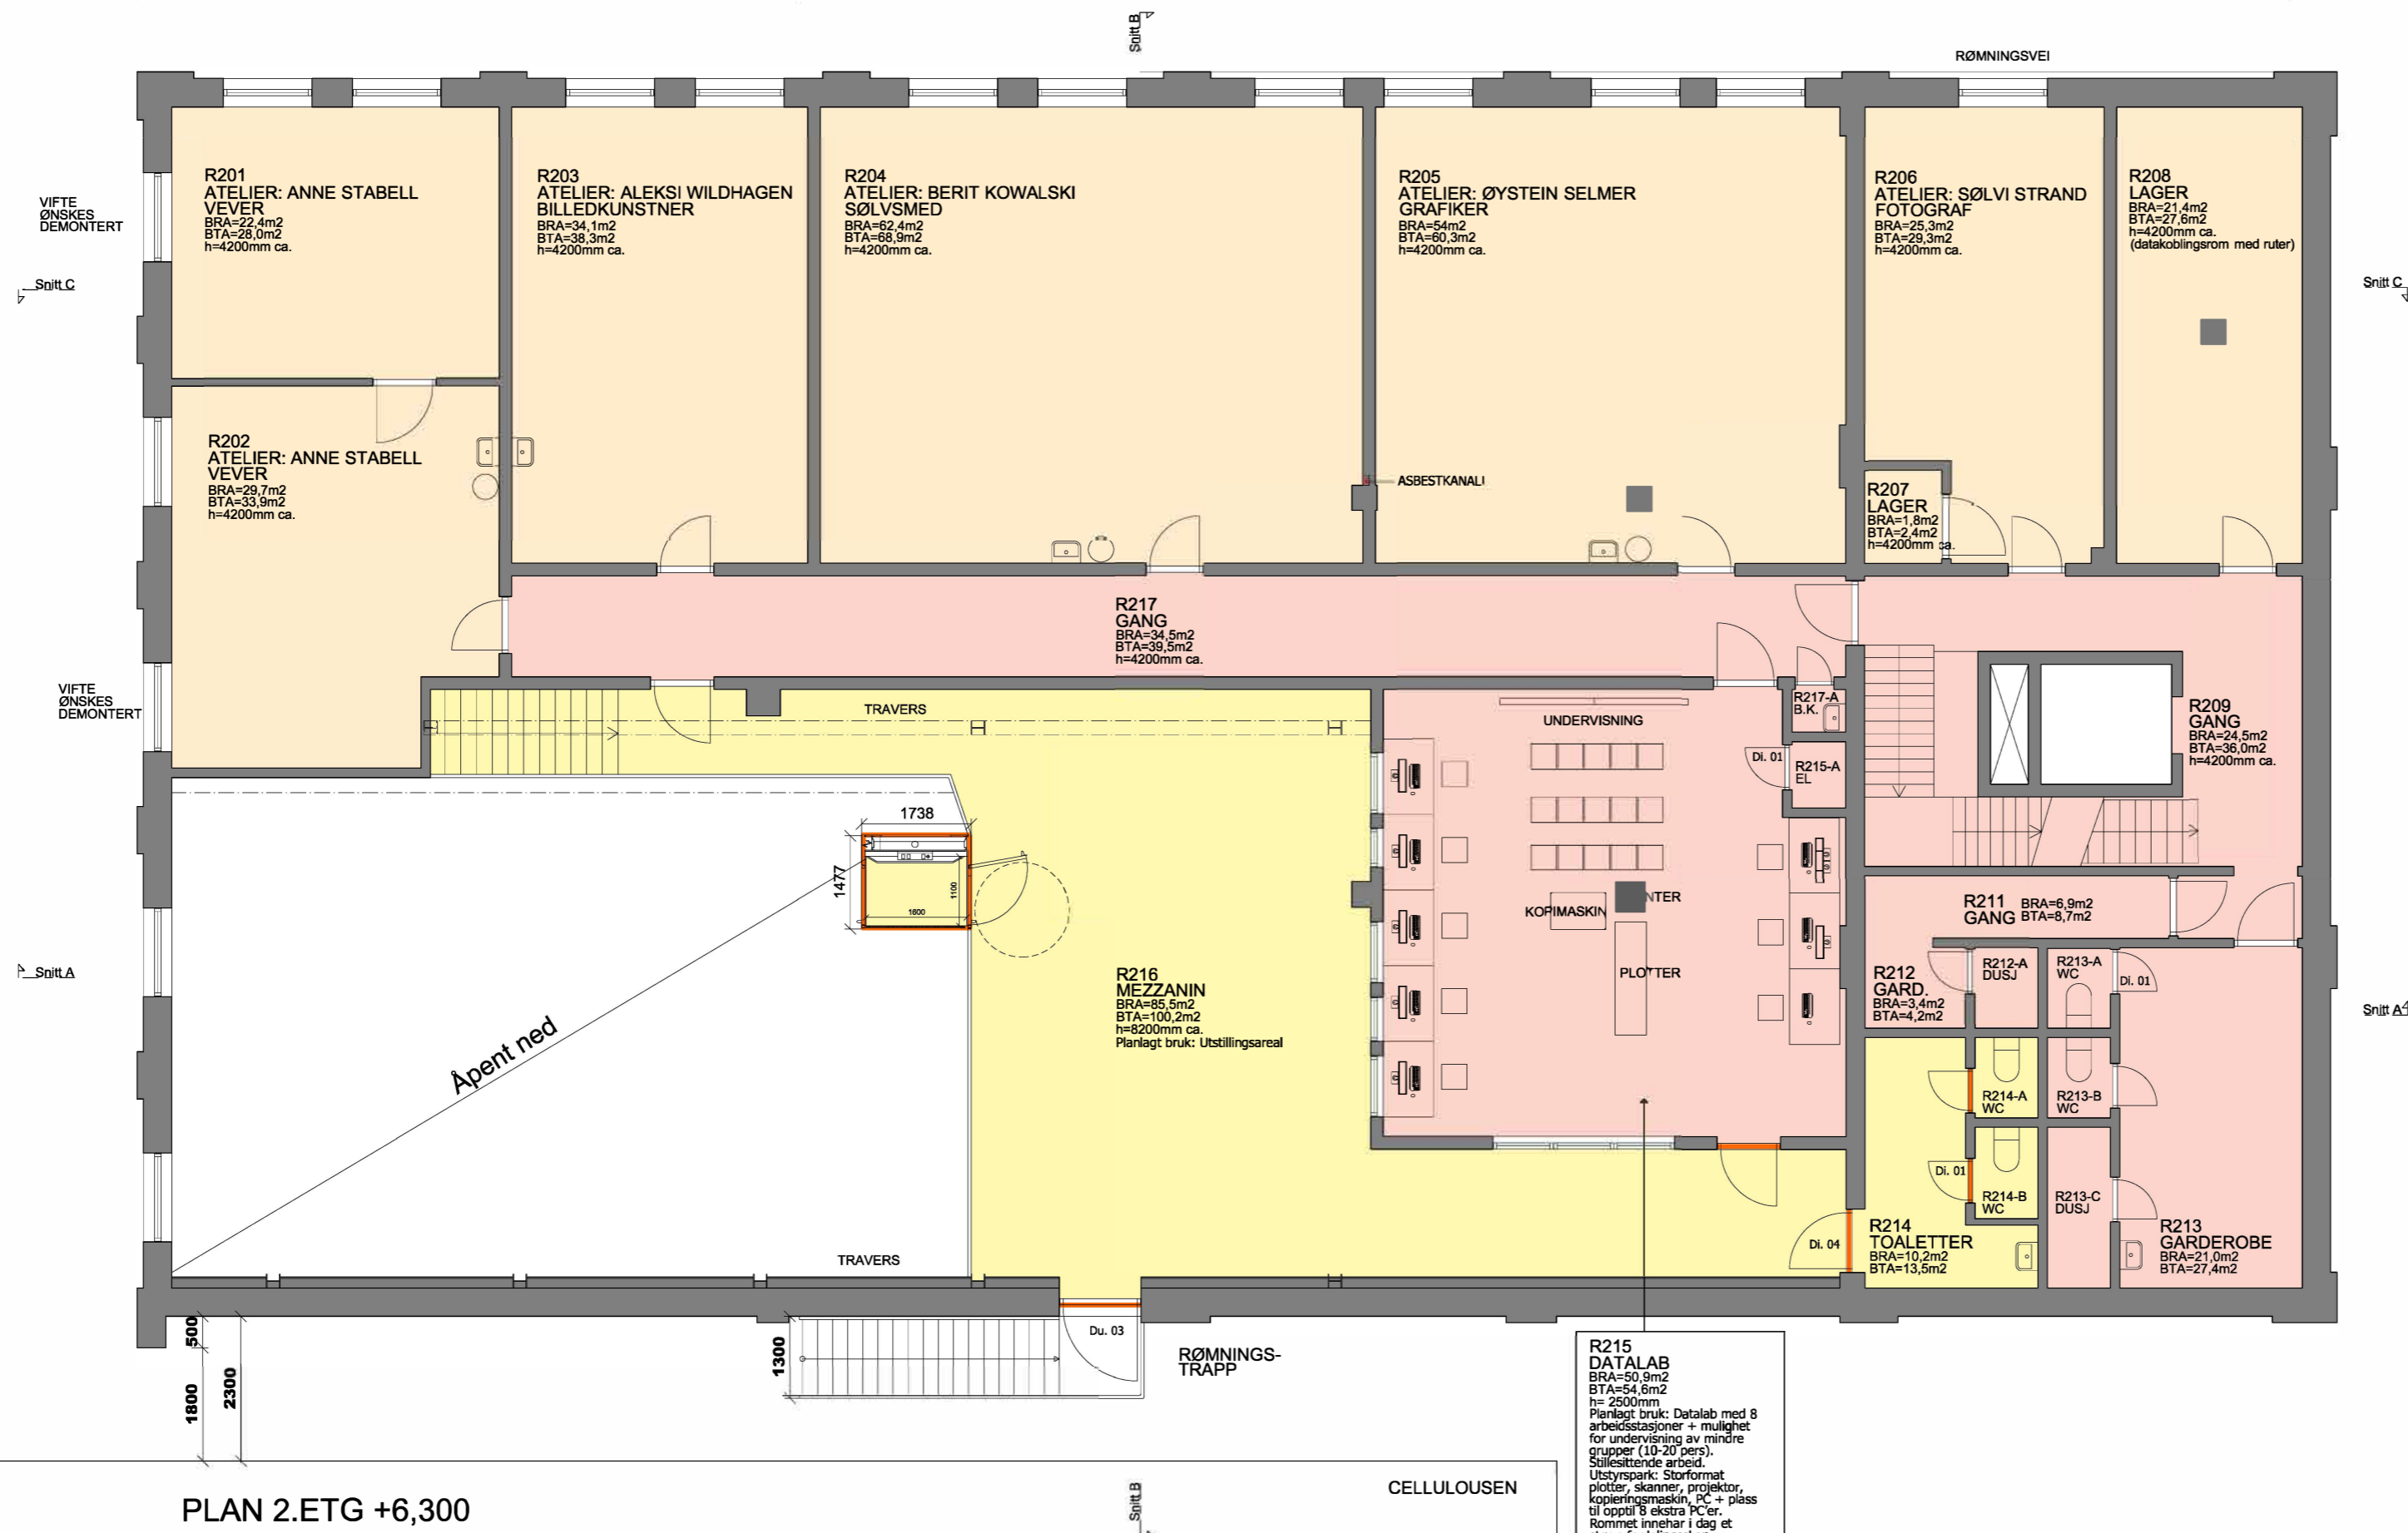 Snitt B
RØMNINGSVEI
R201
ATELIER: ANNE STABELL
VEVER
BRA=22,4m2
BTA=28,0m2
h=4200mm ca.
R203
ATELIER: ALEKSI WILDHAGEN
BILLEDKUNSTNER
BRA=34,1m2
BTA=38,3m2
h=4200mm ca.
R204
ATELIER: BERIT KOWALSKI
SØLVSMED
BRA=62,4m2
BTA=68,9m2
h=4200mm ca.
R205
ATELIER: ØYSTEIN SELMER
GRAFIKER
BRA=54m2
BTA=60,3m2
h=4200mm ca.
R206
ATELIER: SØLVI STRAND
FOTOGRAF
BRA=25,3m2
BTA=29,3m2
h=4200mm ca.
R208
LAGER
BRA=21,4m2
BTA=27,6m2
h=4200mm ca.
(datakoblingsrom med ruter)
VIFTE
ØNSKES
DEMONTERT
Snitt C
Snitt C
R202
ATELIER: ANNE STABELL
VEVER
BRA=29,7m2
BTA=33,9m2
h=4200mm ca.
ASBESTKANAL!
R207
LAGER
BRA=1,8m2
BTA=2,4m2
h=4200mm ca.
R217
GANG
BRA=34,5m2
BTA=39,5m2
h=4200mm ca.
VIFTE
ØNSKES
DEMONTERT
TRAVERS
UNDERVISNING
R217-A
B.K.
Di. 01
R215-A
EL
R209
GANG
BRA=24,5m2
BTA=36,0m2
h=4200mm ca.
1738
1477
1100
1600
KOPIMASKIN
NTER
PLOTTER
R211
GANG
BRA=6,9m2
BTA=8,7m2
Snitt A
Snitt A
R216
MEZZANIN
BRA=85,5m2
BTA=100,2m2
h=8200mm ca.
Planlagt bruk: Utstillingsareal
R212
GARD.
BRA=3,4m2
BTA=4,2m2
R212-A
DUSJ
R213-A
WC
Di. 01
Åpent ned
R214-A
WC
R213-B
WC
Di. 01
R214-B
WC
R213-C
DUSJ
R214
TOALETTER
BRA=10,2m2
BTA=13,5m2
R213
GARDEROBE
BRA=21,0m2
BTA=27,4m2
TRAVERS
Di. 04
Du. 03
RØMNINGS-
TRAPP
500
1800
2300
1300
R215
DATALAB
BRA=50,9m2
BTA=54,6m2
h= 2500mm
Planlagt bruk: Datalab med 8
arbeidsstasjoner + mulighet
for undervisning av mindre
grupper (10-20 pers).
Stillesittende arbeid.
Utstyrspark: Storformat
plotter, skanner, projektor,
kopieringsmaskin, PC + plass
til opptil 8 ekstra PC'er.
Rommet innehar i dag et
CELLULOUSEN
Snitt B
PLAN 2.ETG +6,300